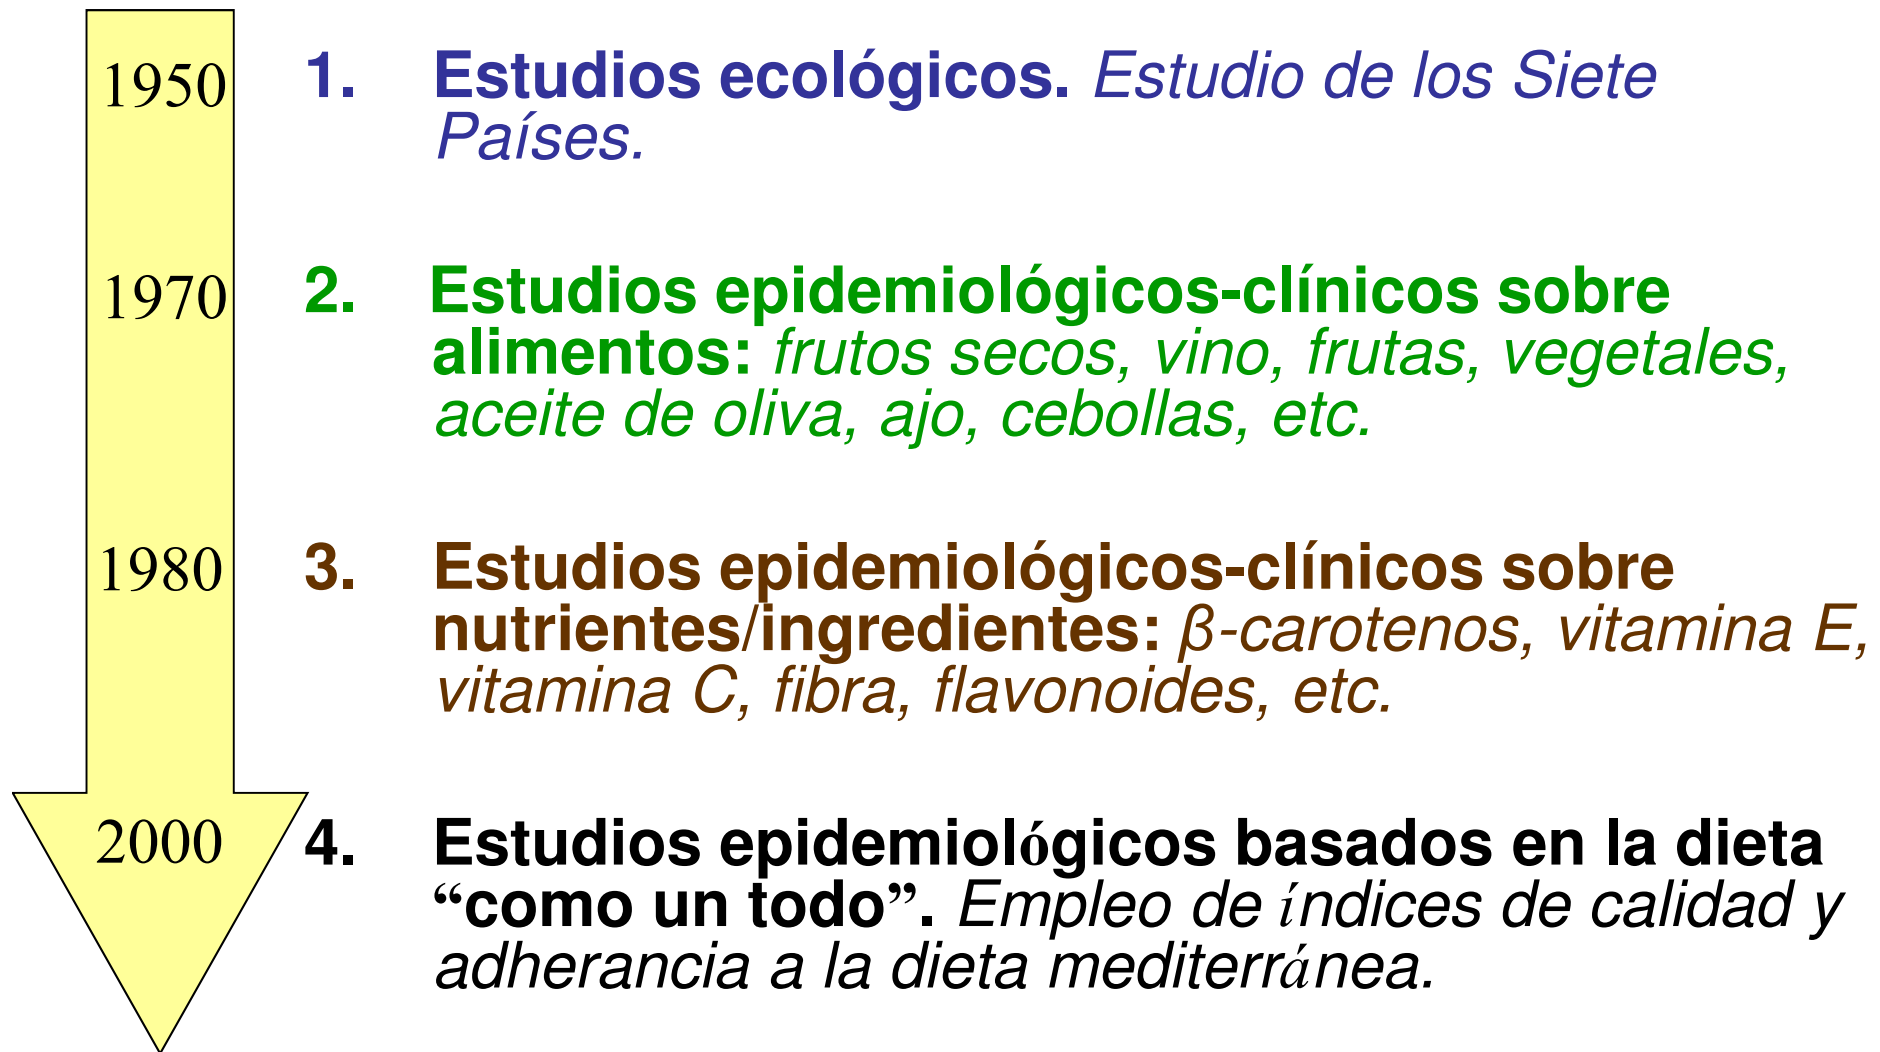 1950
1. Estudios ecológicos. Estudio de los Siete
Países.
1970
2. Estudios epidemiológicos-clínicos sobre
alimentos: frutos secos, vino, frutas, vegetales,
aceite de oliva, ajo, cebollas, etc.
1980
3. Estudios epidemiológicos-clínicos sobre
nutrientes/ingredientes: β-carotenos, vitamina E,
vitamina C, fibra, flavonoides, etc.
2000
4. Estudios epidemiológicos basados en la dieta
“como un todo”. Empleo de índices de calidad y
adherancia a la dieta mediterránea.